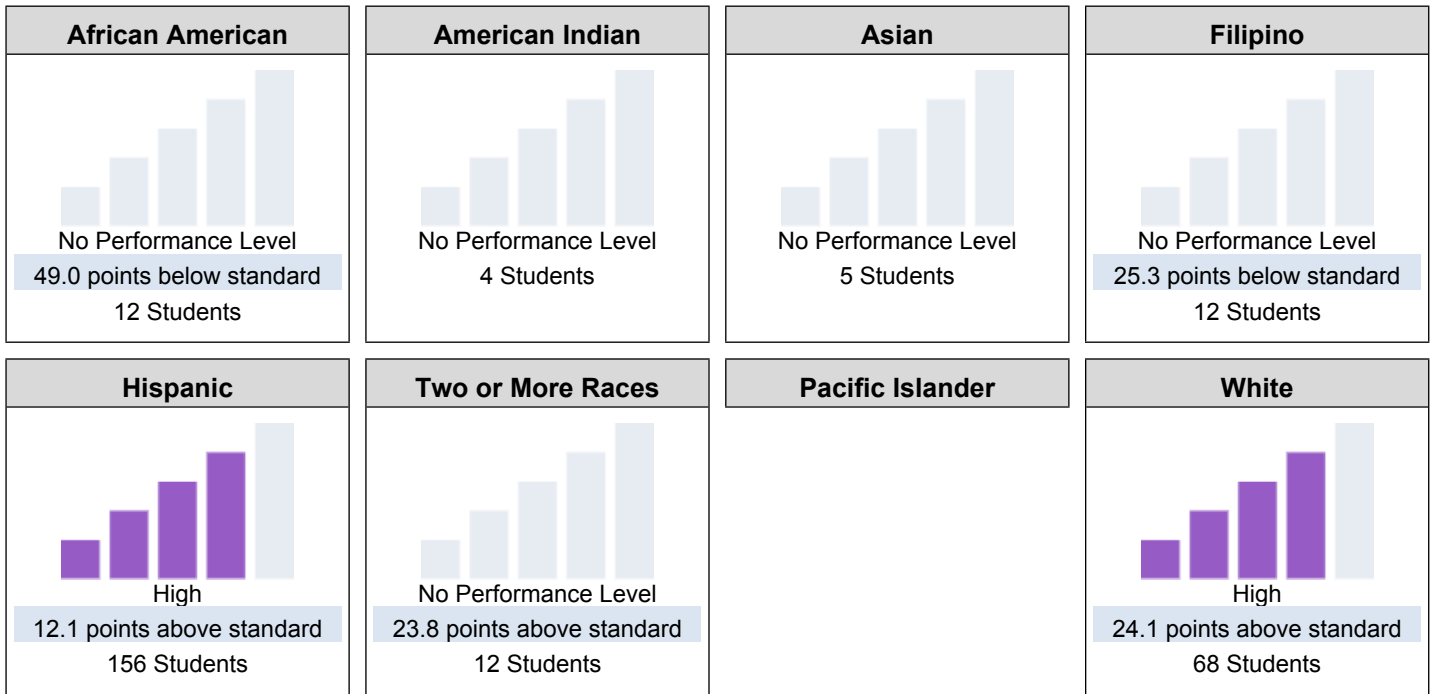 African American
No Performance Level
49.0 points below standard
12 Students
American Indian
No Performance Level
4 Students
Asian
No Performance Level
5 Students
Filipino
No Performance Level
25.3 points below standard
12 Students
Hispanic
High
12.1 points above standard
156 Students
Two or More Races
No Performance Level
23.8 points above standard
12 Students
Pacific Islander
White
High
24.1 points above standard
68 Students